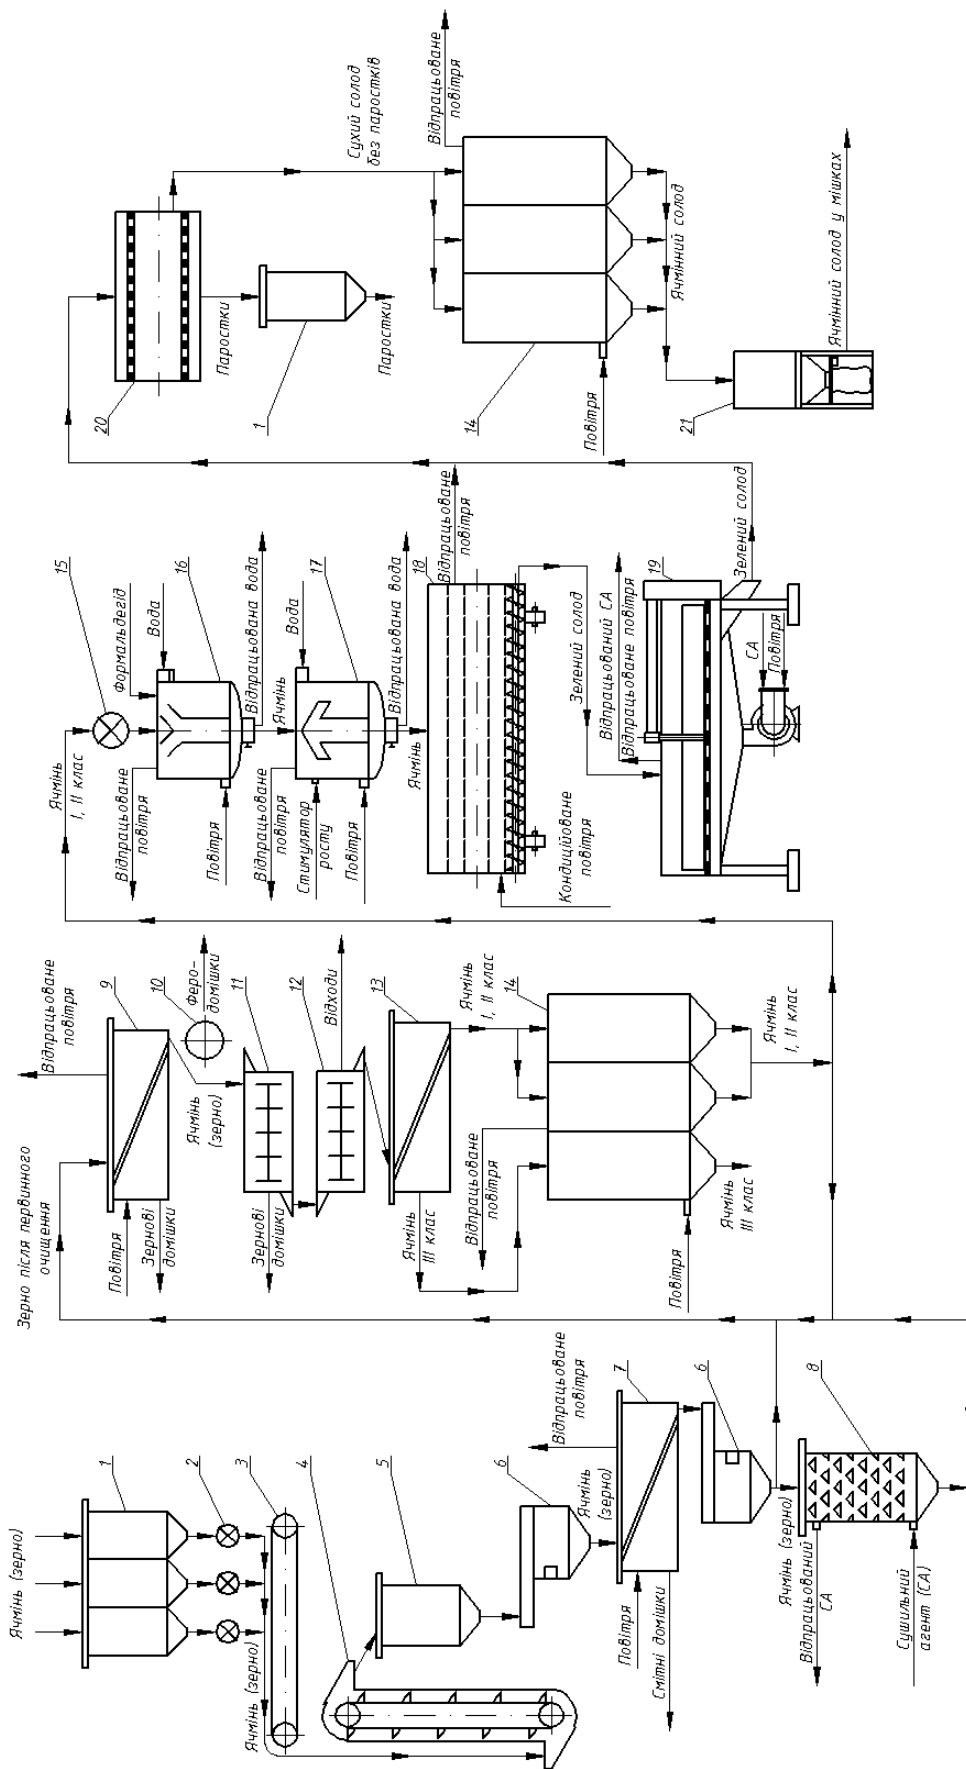 Ячмінь (зерно)
1
2
3
Ячмінь (зерно)
Ячмінь (зерно)
4
5
6
Ячмінь
(зерно)
Відпрацьоване
повітря
7
Повітря
Смітні домішки
6
Ячмінь (зерно)
8
Відпрацьований
СА
Сушильний
агент (СА)
Зерно після первинного
очищення
Відпрацьоване
повітря
9
Повітря
Зернові
домішки
10
Феро-
домішки
Ячмінь
(зерно)
11
Зернові
домішки
12
Відходи
13
Ячмінь
III клас
Ячмінь
I, II клас
14
Відпрацьоване
повітря
Повітря
Ячмінь
III клас
Ячмінь
I, II клас
Ячмінь
I, II клас
15
Формальдегід
Вода
16
Відпрацьоване
повітря
Повітря
Відпрацьована вода
Ячмінь
Вода
17
Відпрацьоване
повітря
Стимулятор
росту
Повітря
Відпрацьована вода
Ячмінь
18
Відпрацьоване
повітря
Кондиційоване
повітря
Зелений солод
Відпрацьований СА
Відпрацьоване повітря
19
Зелений солод
СА
Повітря
20
Паростки
1
Паростки
Сухий солод
без паростків
Відпрацьоване
повітря
14
Повітря
Ячмінний солод
21
Ячмінний солод у мішках